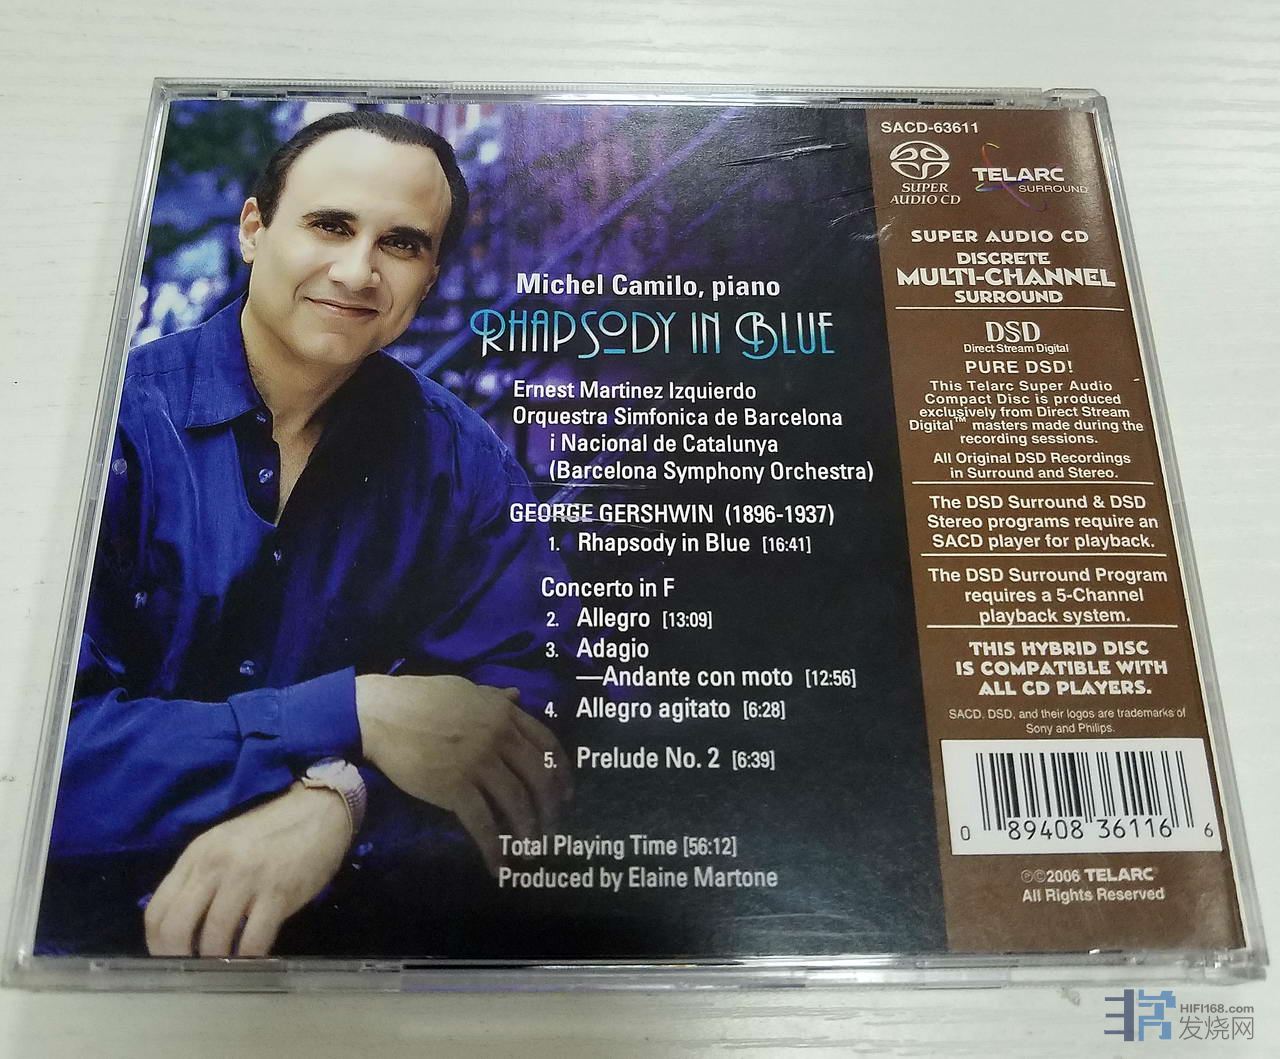 Michel Camilo, piano
RHAPSODY IN BLUE
Ernest Martinez Izquierdo
Orquestra Simfonica de Barcelona
i Nacional de Catalunya
(Barcelona Symphony Orchestra)
GEORGE GERSHWIN (1896-1937)
1. Rhapsody in Blue [16:41]
Concerto in F
2. Allegro [13:09]
3. Adagio
—Andante con moto [12:56]
4. Allegro agitato [6:28]
5. Prelude No. 2 [6:39]
Total Playing Time [56:12]
Produced by Elaine Martone
SACD-63611
SUPER
AUDIO CD
TELARC
SURROUND
SUPER AUDIO CD
DISCRETE
MULTI-CHANNEL
SURROUND
DSD
Direct Stream Digital
PURE DSD!
This Telarc Super Audio
Compact Disc is produced
exclusively from Direct Stream
Digital™ masters made during the
recording sessions.
All Original DSD Recordings
in Surround and Stereo.
The DSD Surround & DSD
Stereo programs require an
SACD player for playback.
The DSD Surround Program
requires a 5-Channel
playback system.
THIS HYBRID DISC
IS COMPATIBLE WITH
ALL CD PLAYERS.
SACD, DSD, and their logos are trademarks of
Sony and Philips.
0 89408 36116 6
℗©2006 TELARC
All Rights Reserved
HIFI168.com
发烧网